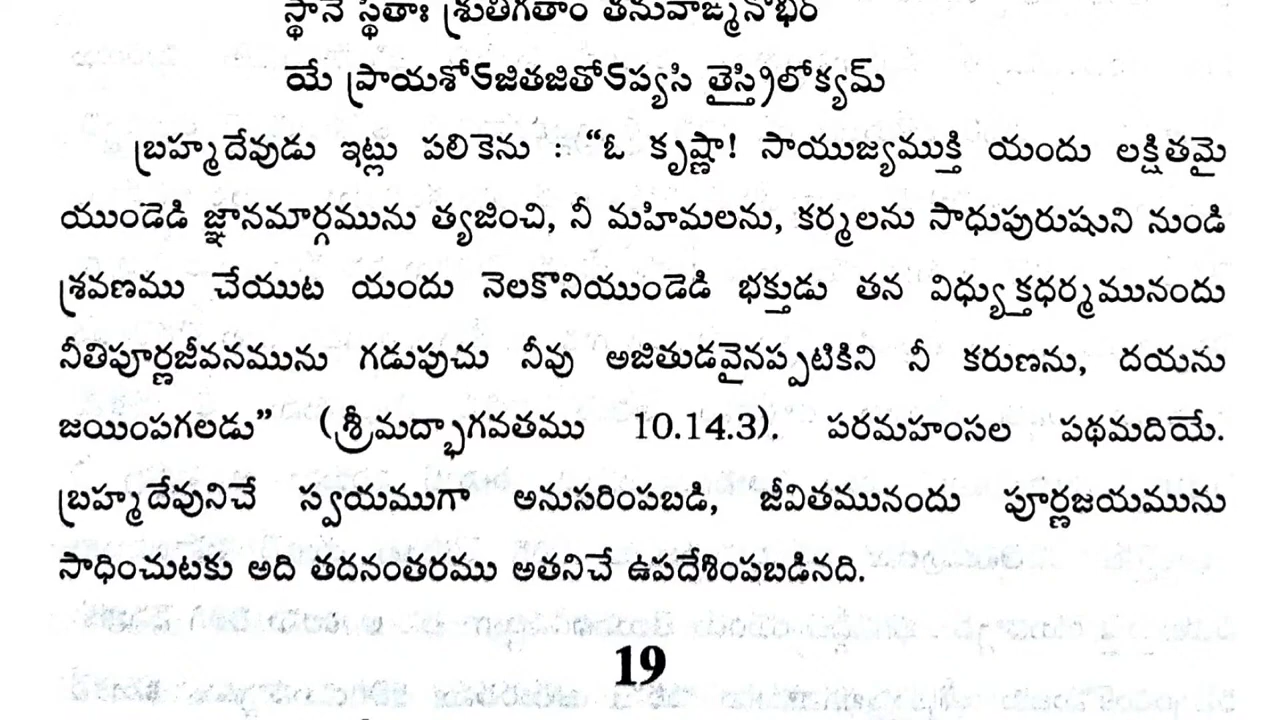 స్థానే స్థితాః శ్రుతిగతాం తనువాఙ్మనోభిర్
యే ప్రాయశోఽజితజితోఽప్యసి తైస్త్రిలోక్యమ్
బ్రహ్మదేవుడు ఇట్లు పలికెను : “ఓ కృష్ణా! సాయుజ్యముక్తి యందు లక్షితమై
యుండెడి జ్ఞానమార్గమును త్యజించి, నీ మహిమలను, కర్మలను సాధుపురుషుని నుండి
శ్రవణము చేయుట యందు నెలకొనియుండెడి భక్తుడు తన విధ్యుక్తధర్మమునందు
నీతిపూర్ణజీవనమును గడుపుచు నీవు అజితుడవైనప్పటికిని నీ కరుణను, దయను
జయింపగలడు” (శ్రీమద్భాగవతము 10.14.3). పరమహంసల పథమదియే.
బ్రహ్మదేవునిచే స్వయముగా అనుసరింపబడి, జీవితమునందు పూర్ణజయమును
సాధించుటకు అది తదనంతరము అతనిచే ఉపదేశింపబడినది.
19